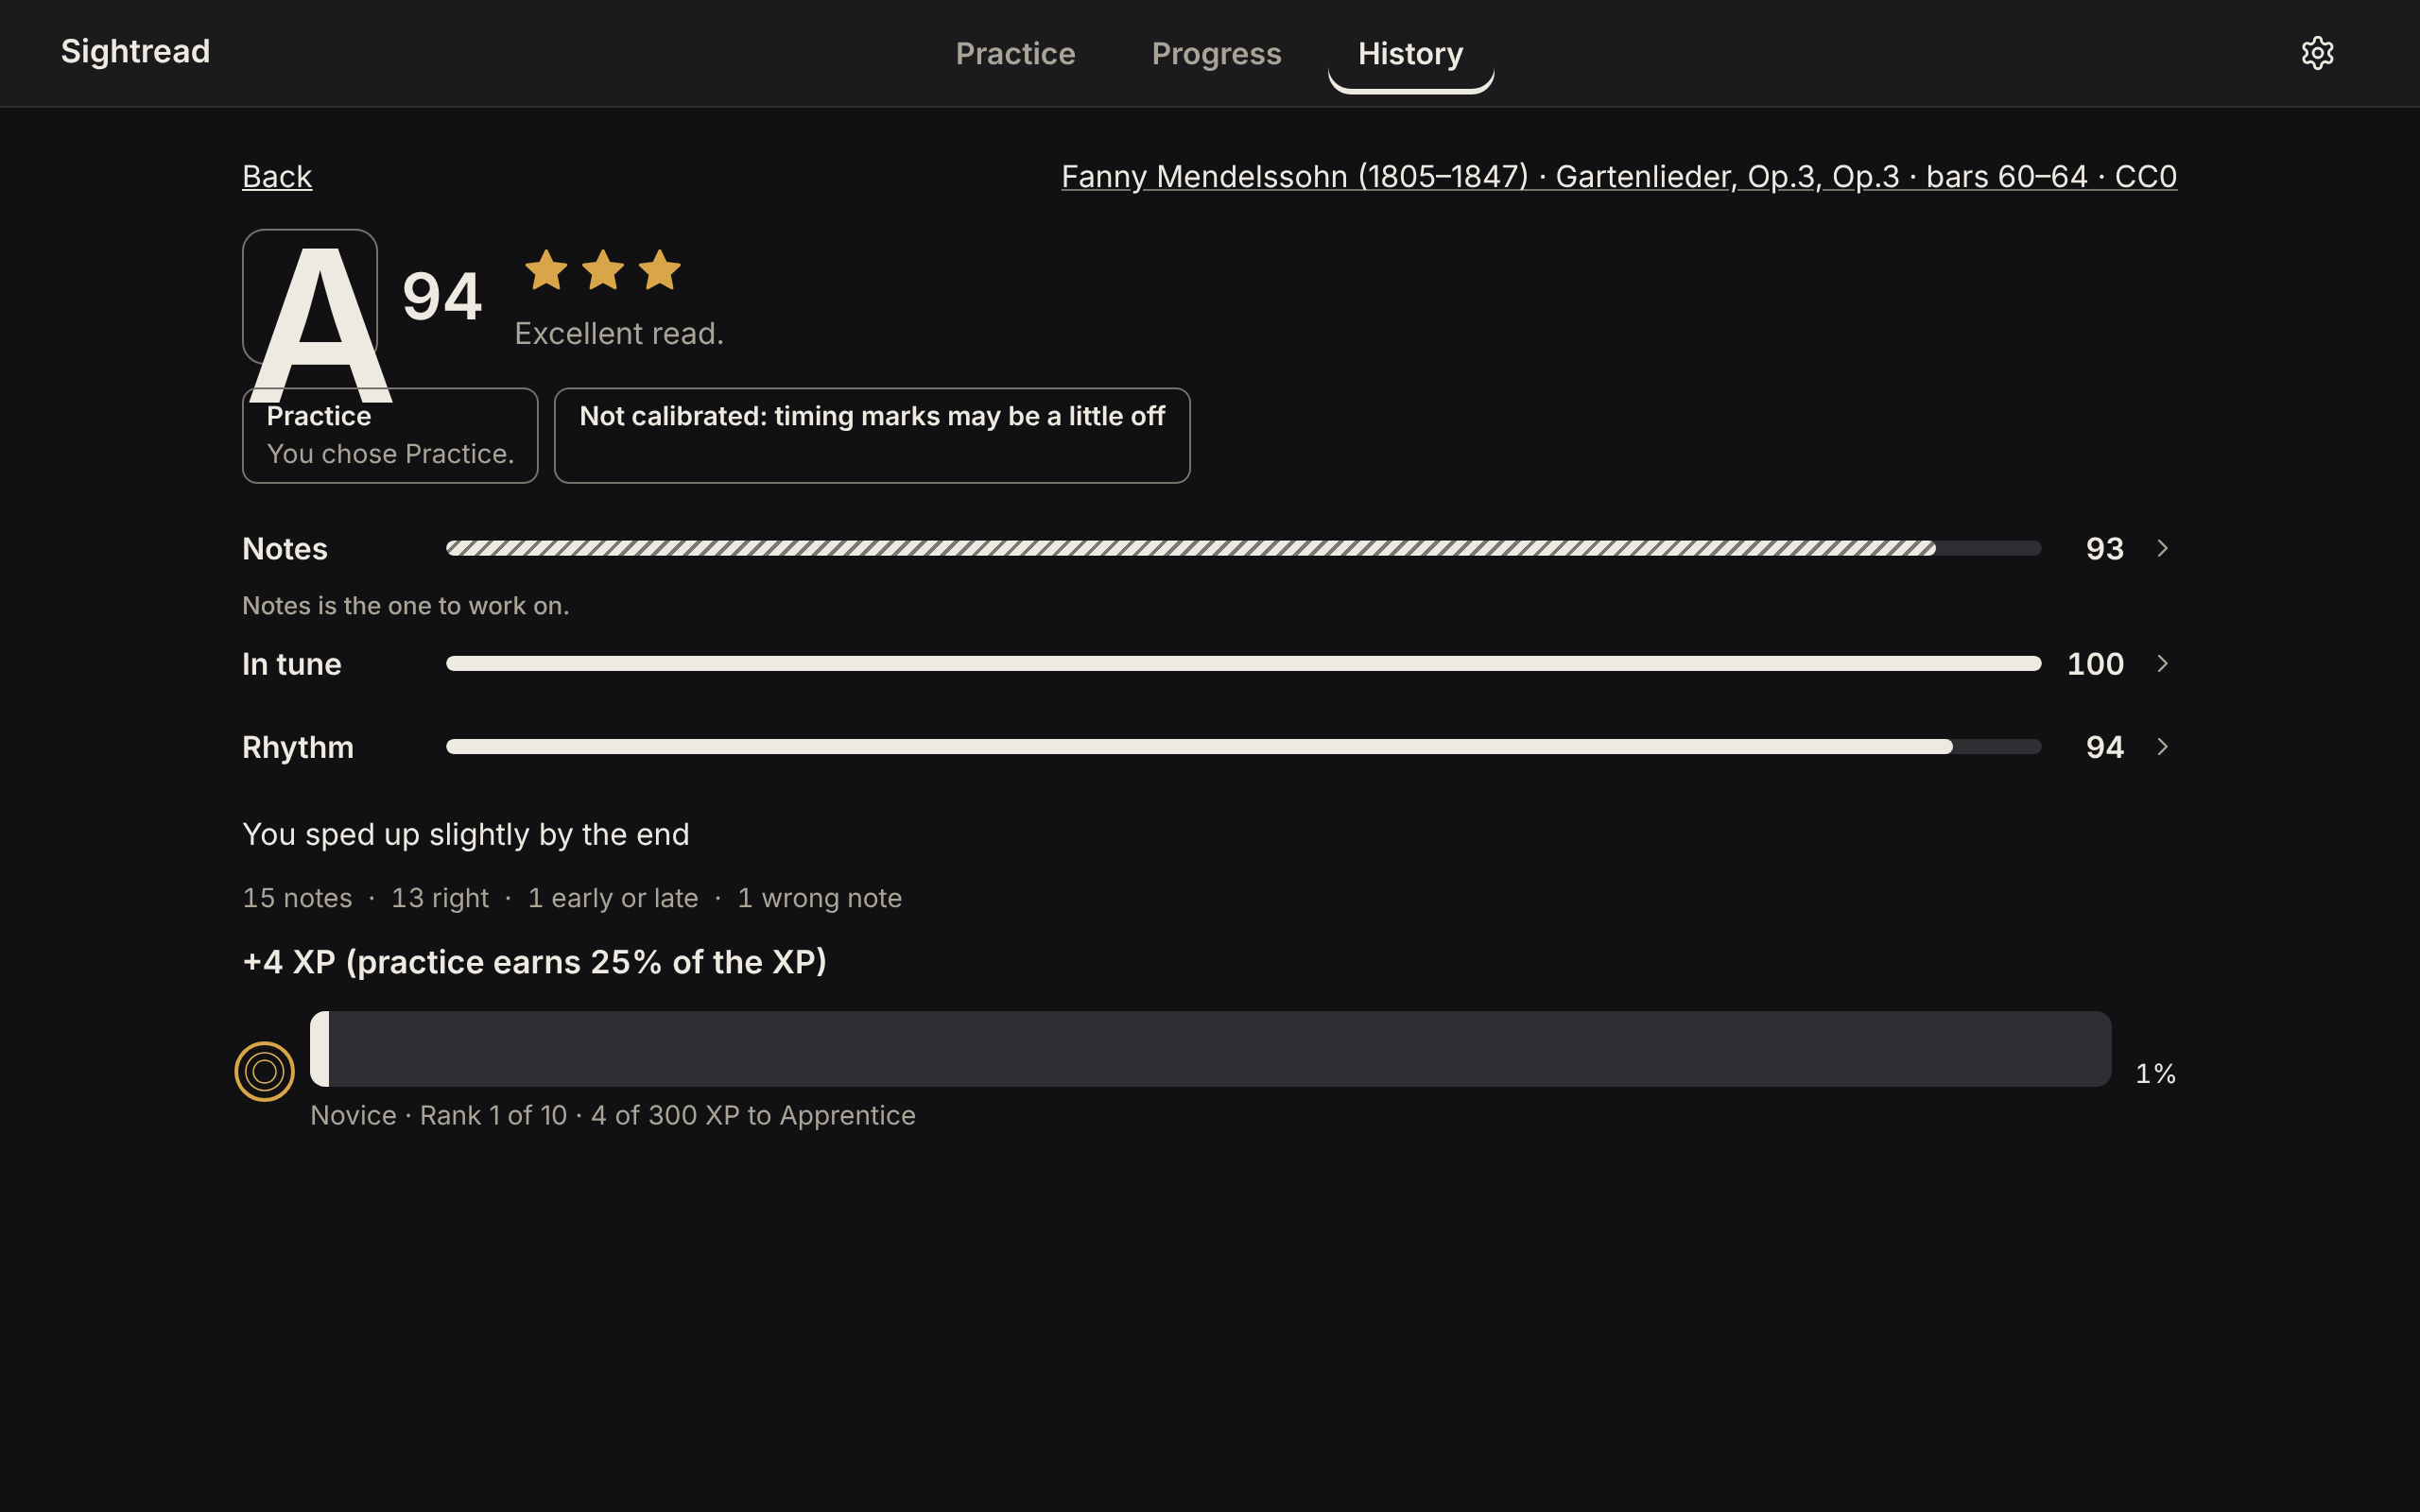 Sightread
Practice
Progress
History
Back
Fanny Mendelssohn (1805–1847) · Gartenlieder, Op.3, Op.3 · bars 60–64 · CC0
A
94
Excellent read.
Practice
You chose Practice.
Not calibrated: timing marks may be a little off
Notes
93
Notes is the one to work on.
In tune
100
Rhythm
94
You sped up slightly by the end
15 notes · 13 right · 1 early or late · 1 wrong note
+4 XP (practice earns 25% of the XP)
1%
Novice · Rank 1 of 10 · 4 of 300 XP to Apprentice